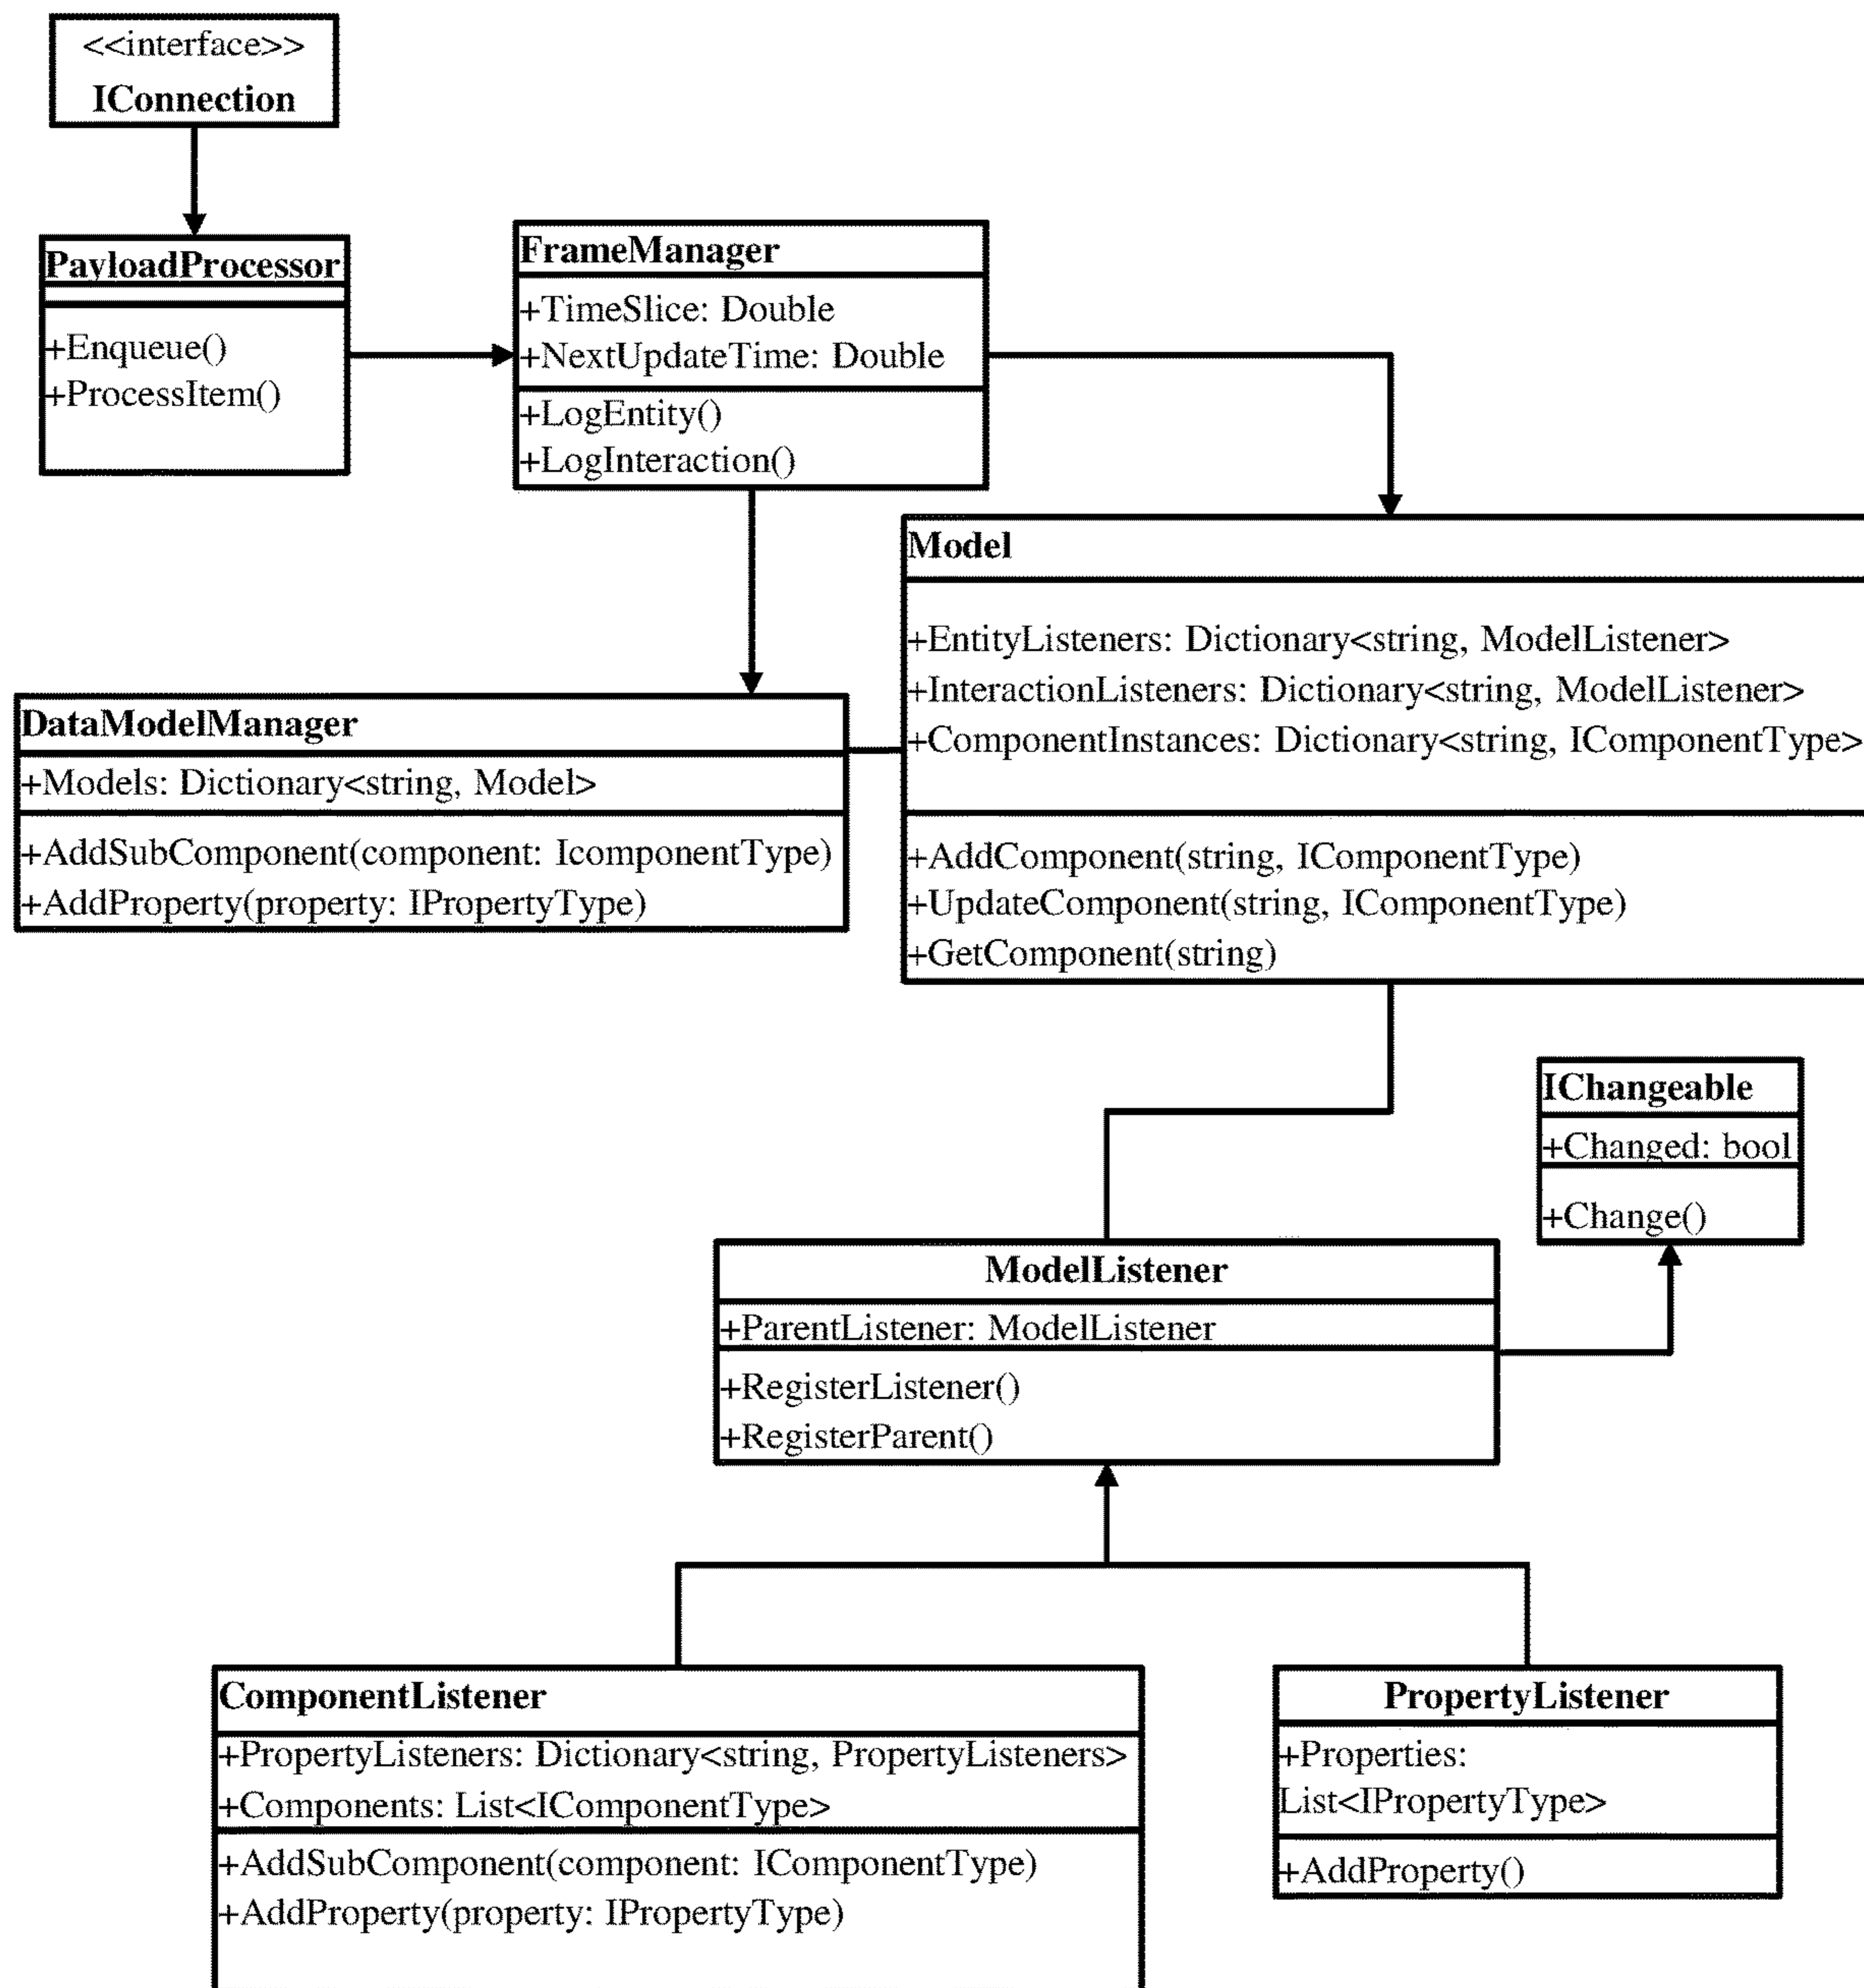 <<interface>>
IConnection
PayloadProcessor
+Enqueue()
+ProcessItem()
FrameManager
+TimeSlice: Double
+NextUpdateTime: Double
+LogEntity()
+LogInteraction()
Model
+EntityListeners: Dictionary<string, ModelListener>
+InteractionListeners: Dictionary<string, ModelListener>
+ComponentInstances: Dictionary<string, IComponentType>
+AddComponent(string, IComponentType)
+UpdateComponent(string, IComponentType)
+GetComponent(string)
DataModelManager
+Models: Dictionary<string, Model>
+AddSubComponent(component: IcomponentType)
+AddProperty(property: IPropertyType)
IChangeable
+Changed: bool
+Change()
ModelListener
+ParentListener: ModelListener
+RegisterListener()
+RegisterParent()
ComponentListener
+PropertyListeners: Dictionary<string, PropertyListeners>
+Components: List<IComponentType>
+AddSubComponent(component: IComponentType)
+AddProperty(property: IPropertyType)
PropertyListener
+Properties:
List<IPropertyType>
+AddProperty()